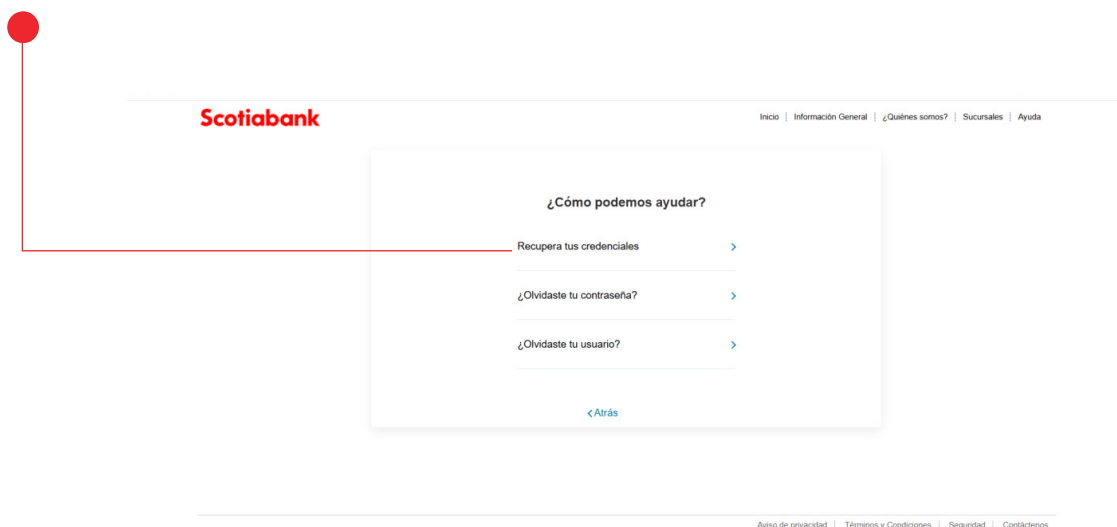 Scotiabank
Inicio | Información General | ¿Quiénes somos? | Sucursales | Ayuda
¿Cómo podemos ayudar?
Recupera tus credenciales
¿Olvidaste tu contraseña?
¿Olvidaste tu usuario?
Atrás
Aviso de privacidad | Términos y Condiciones | Seguridad | Contáctenos